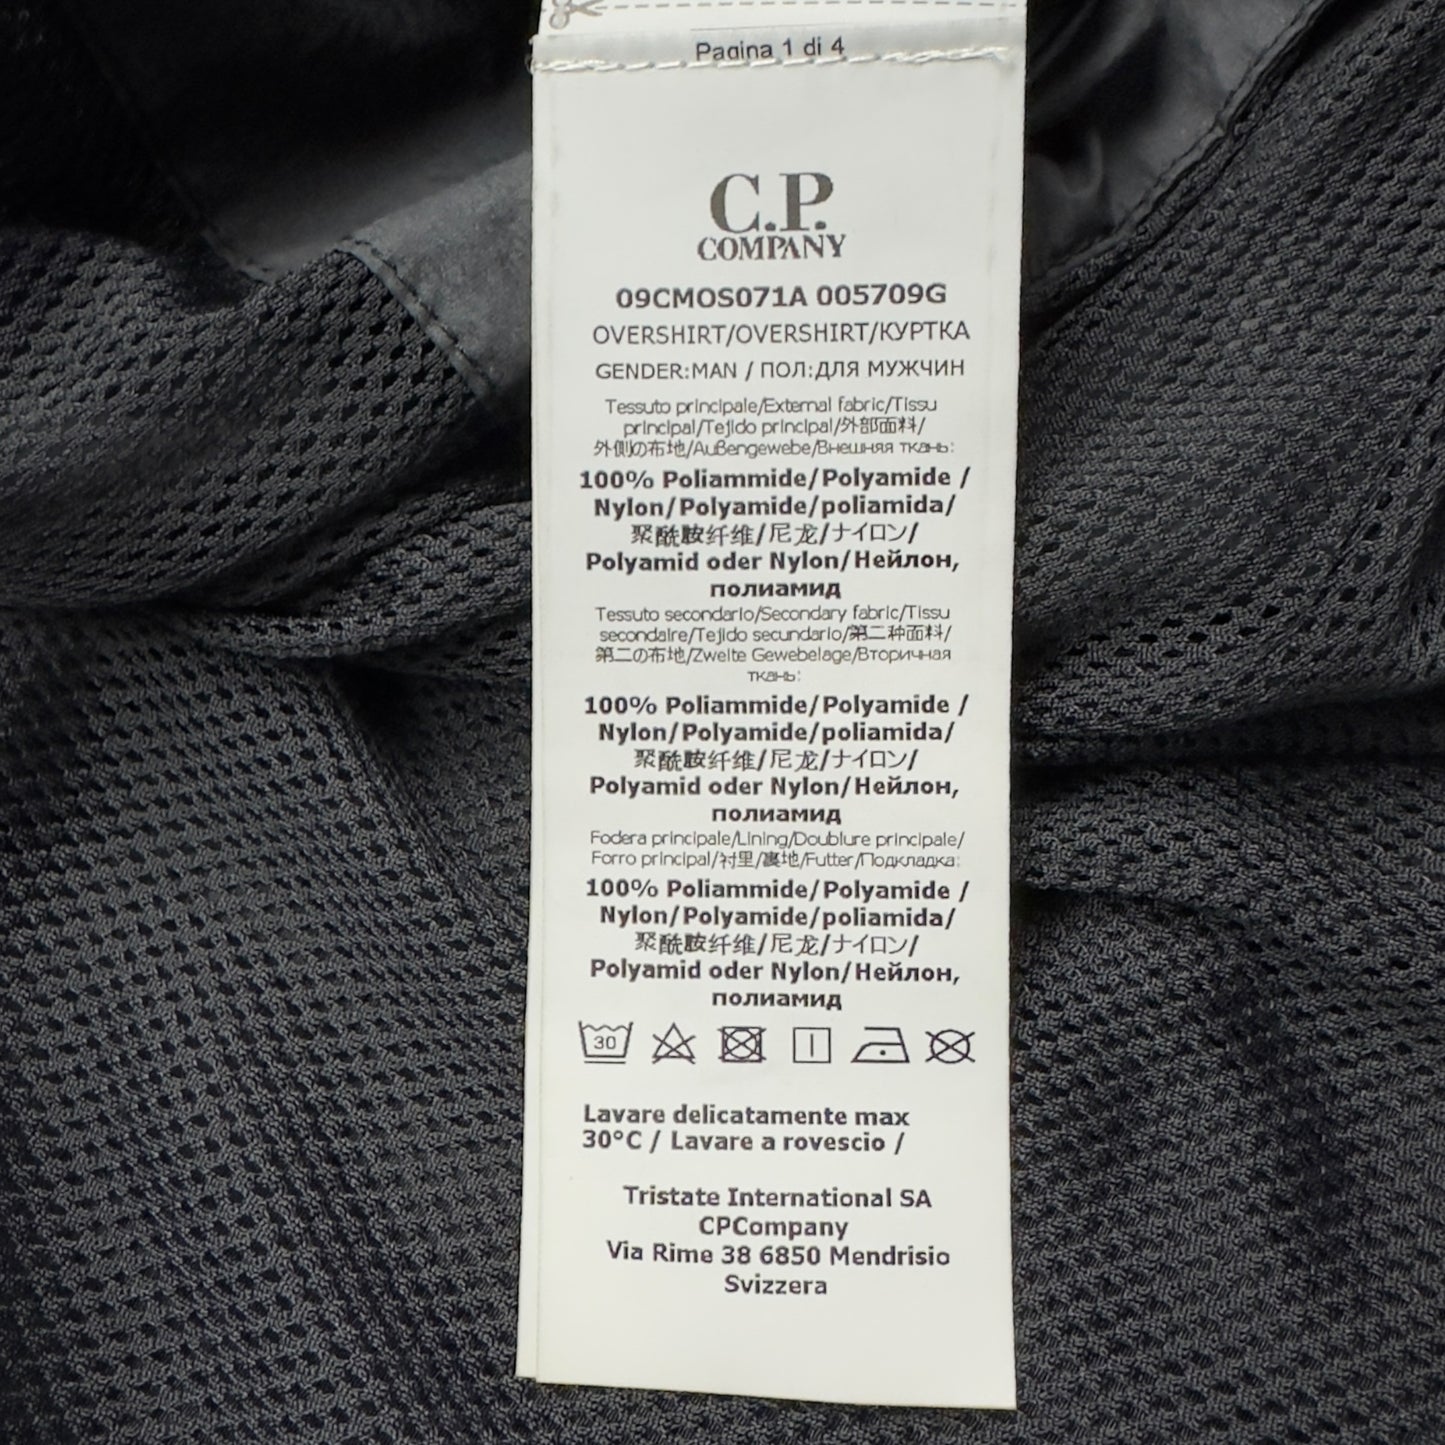 Pagina 1 di 4
C.P.
COMPANY
09CMOS071A 005709G
OVERSHIRT/OVERSHIRT/КУРТКА
GENDER:MAN / ПОЛ:ДЛЯ МУЖЧИН
Tessuto principale/External fabric/Tissu
principal/Tejido principal/外部面料/
外側の布地/Außengewebe/Внешняя ткань:
100% Poliammide/Polyamide /
Nylon/Polyamide/poliamida/
聚酰胺纤维/尼龙/ナイロン/
Polyamid oder Nylon/Нейлон,
полиамид
Tessuto secondario/Secondary fabric/Tissu
secondaire/Tejido secundario/第二种面料/
第二の布地/Zweite Gewebelage/Вторичная
ткань:
100% Poliammide/Polyamide /
Nylon/Polyamide/poliamida/
聚酰胺纤维/尼龙/ナイロン/
Polyamid oder Nylon/Нейлон,
полиамид
Fodera principale/Lining/Doublure principale/
Forro principal/衬里/裏地/Futter/Подкладка:
100% Poliammide/Polyamide /
Nylon/Polyamide/poliamida/
聚酰胺纤维/尼龙/ナイロン/
Polyamid oder Nylon/Нейлон,
полиамид
30
Lavare delicatamente max
30°C / Lavare a rovescio /
Tristate International SA
CPCompany
Via Rime 38 6850 Mendrisio
Svizzera